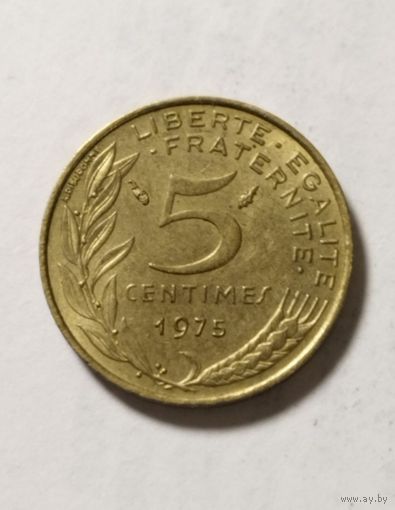 LIBERTE · EGALITE
· FRATERNITE ·
5
CENTIMES
1975
www.ay.by